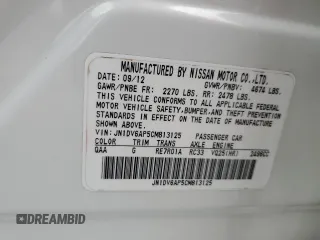 MANUFACTURED BY NISSAN MOTOR CO.,LTD.
DATE: 09/12 GVWR/PNBV: 4674 LBS.
GAWR/PNBE FR: 2270 LBS. RR: 2478 LBS.
THIS VEHICLE CONFORMS TO ALL APPLICABLE FEDERAL
MOTOR VEHICLE SAFETY, BUMPER, AND THEFT PREVENTION
STANDARDS IN EFFECT ON THE DATE OF MANUFACTURE
SHOWN ABOVE.
VIN: JN1DV6AP5CM813125 PASSENGER CAR
COLOR TRIM TRANS AXLE ENGINE
QAA G RE7R01A RC33 VQ25(HR)
JN1DV6AP5CM813125
© DREAMBID
DREAMBID.COM